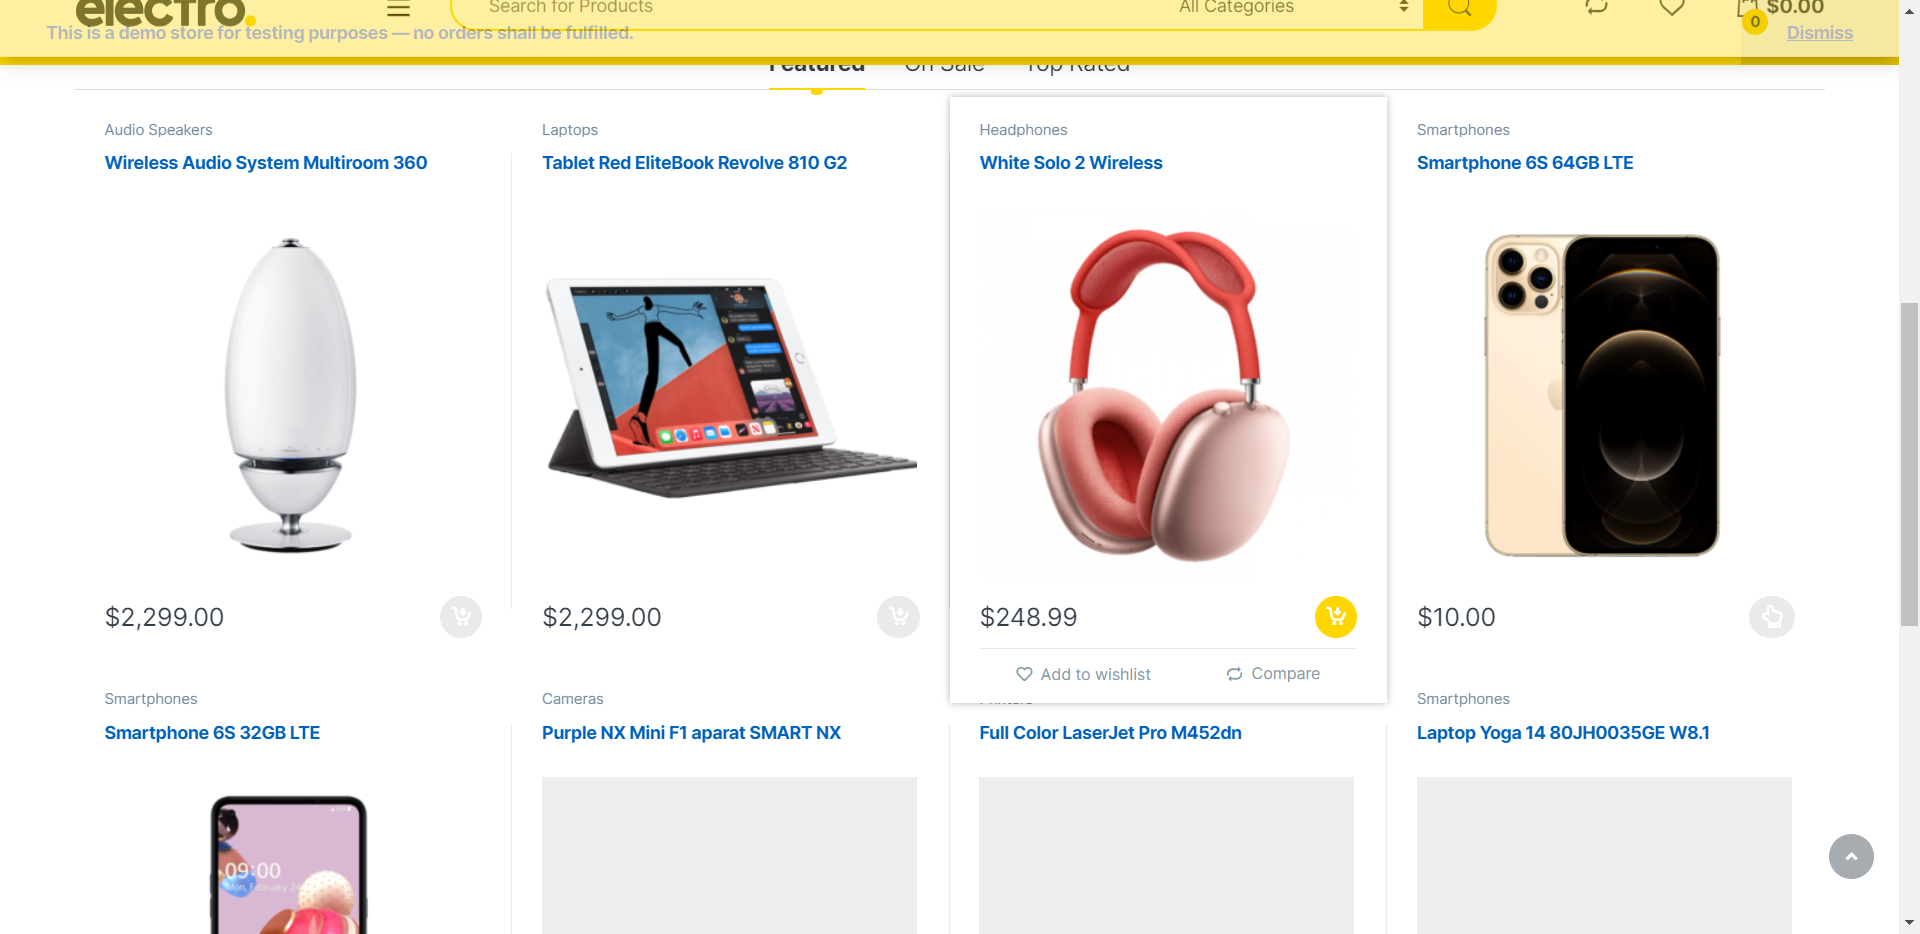 electro.
Search for Products
All Categories
$0.00
0
This is a demo store for testing purposes — no orders shall be fulfilled.
Dismiss
Featured
On Sale
Top Rated
Audio Speakers
Wireless Audio System Multiroom 360
$2,299.00
Laptops
Tablet Red EliteBook Revolve 810 G2
$2,299.00
Headphones
White Solo 2 Wireless
$248.99
Add to wishlist
Compare
Smartphones
Smartphone 6S 64GB LTE
$10.00
Smartphones
Smartphone 6S 32GB LTE
09:00
Mon, February 24
Cameras
Purple NX Mini F1 aparat SMART NX
Printers
Full Color LaserJet Pro M452dn
Smartphones
Laptop Yoga 14 80JH0035GE W8.1